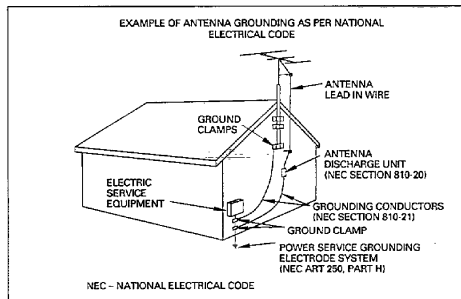 EXAMPLE OF ANTENNA GROUNDING AS PER NATIONAL
ELECTRICAL CODE
ANTENNA
LEAD IN WIRE
GROUND
CLAMPS
ANTENNA
DISCHARGE UNIT
(NEC SECTION 810-20)
ELECTRIC
SERVICE
EQUIPMENT
GROUNDING CONDUCTORS
(NEC SECTION 810-21)
GROUND CLAMP
POWER SERVICE GROUNDING
ELECTRODE SYSTEM
(NEC ART 250, PART H)
NEC – NATIONAL ELECTRICAL CODE